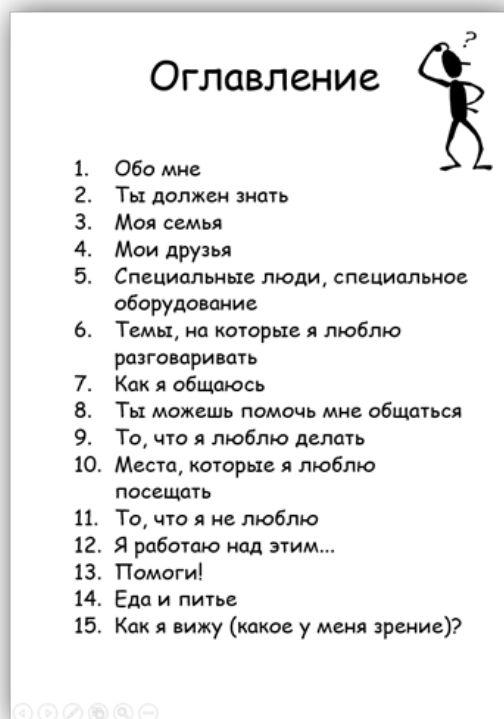 ?
Оглавление
1. Обо мне
2. Ты должен знать
3. Моя семья
4. Мои друзья
5. Специальные люди, специальное
оборудование
6. Темы, на которые я люблю
разговаривать
7. Как я общаюсь
8. Ты можешь помочь мне общаться
9. То, что я люблю делать
10. Места, которые я люблю
посещать
11. То, что я не люблю
12. Я работаю над этим...
13. Помоги!
14. Еда и питье
15. Как я вижу (какое у меня зрение)?